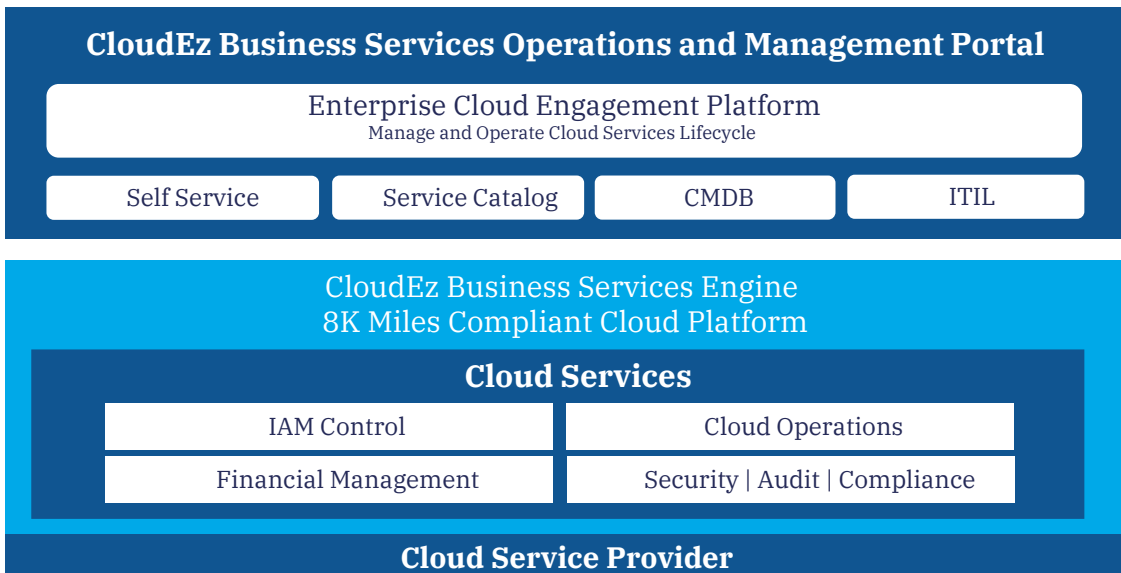 CloudEz Business Services Operations and Management Portal
Enterprise Cloud Engagement Platform
Manage and Operate Cloud Services Lifecycle
Self Service
Service Catalog
CMDB
ITIL
CloudEz Business Services Engine
8K Miles Compliant Cloud Platform
Cloud Services
IAM Control
Cloud Operations
Financial Management
Security | Audit | Compliance
Cloud Service Provider